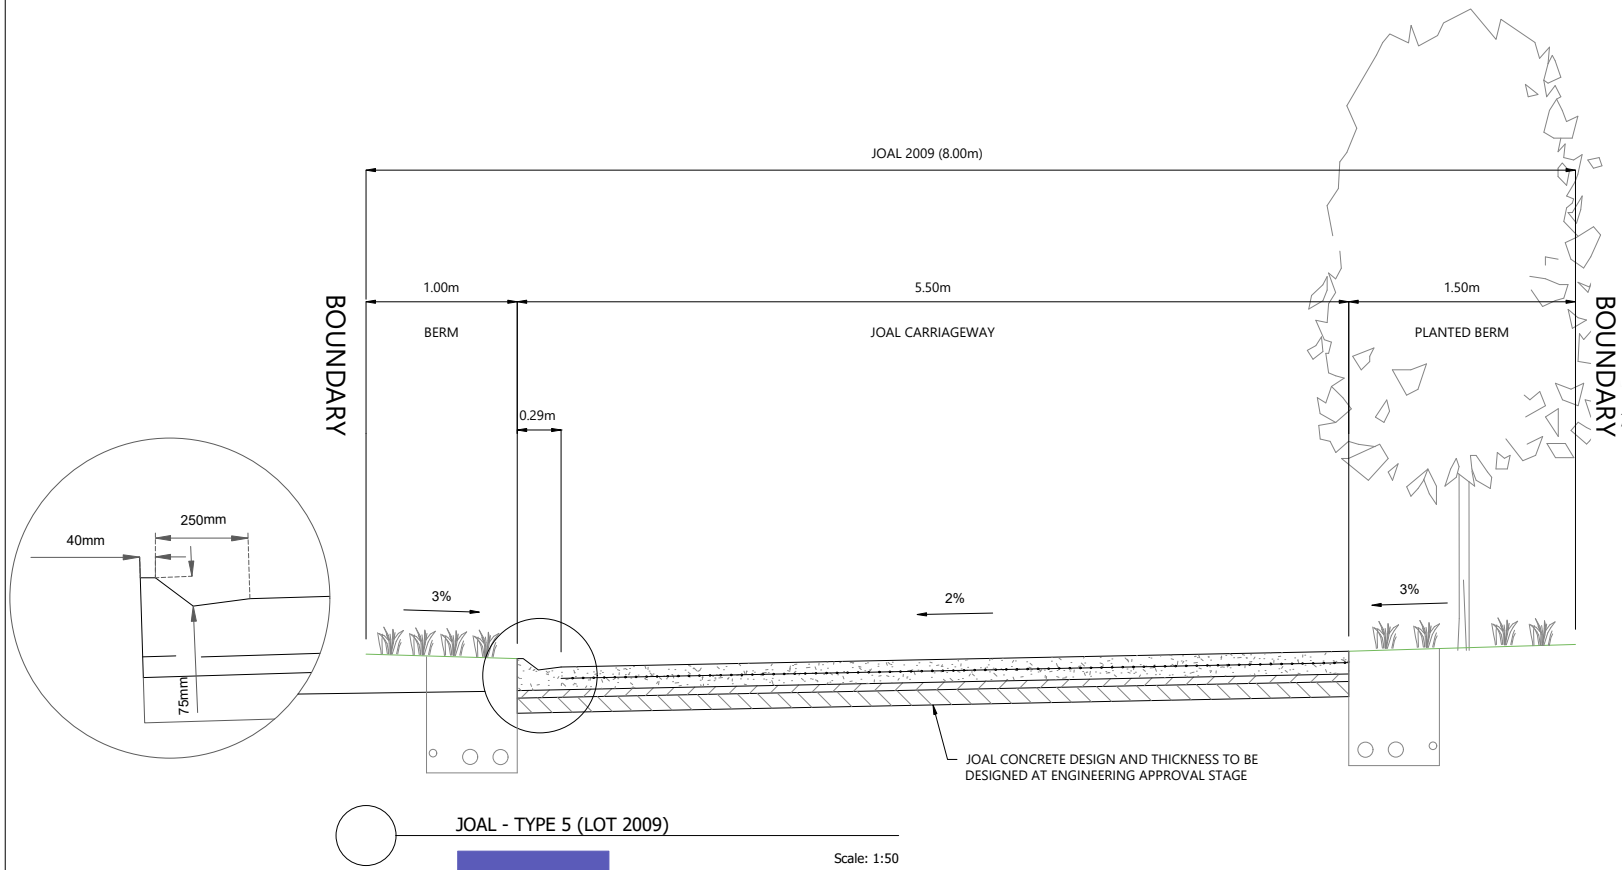 JOAL 2009 (8.00m)
1.00m
5.50m
1.50m
BOUNDARY
BERM
JOAL CARRIAGEWAY
PLANTED BERM
BOUNDARY
0.29m
250mm
40mm
75mm
3%
2%
3%
JOAL CONCRETE DESIGN AND THICKNESS TO BE
DESIGNED AT ENGINEERING APPROVAL STAGE
JOAL - TYPE 5 (LOT 2009)
Scale: 1:50